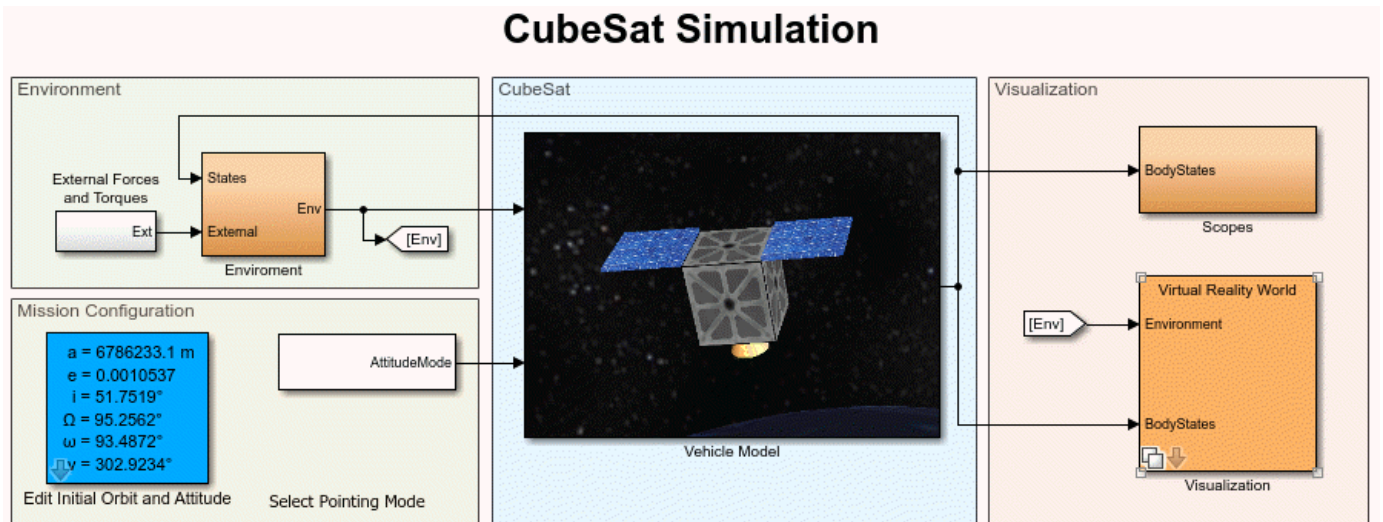 CubeSat Simulation
Environment
External Forces
and Torques
Ext
States
External
Env
Enviroment
[Env]
Mission Configuration
a = 6786233.1 m
e = 0.0010537
i = 51.7519°
Ω = 95.2562°
ω = 93.4872°
ν = 302.9234°
Edit Initial Orbit and Attitude
AttitudeMode
Select Pointing Mode
CubeSat
Vehicle Model
Visualization
BodyStates
Scopes
[Env]
Virtual Reality World
Environment
BodyStates
Visualization